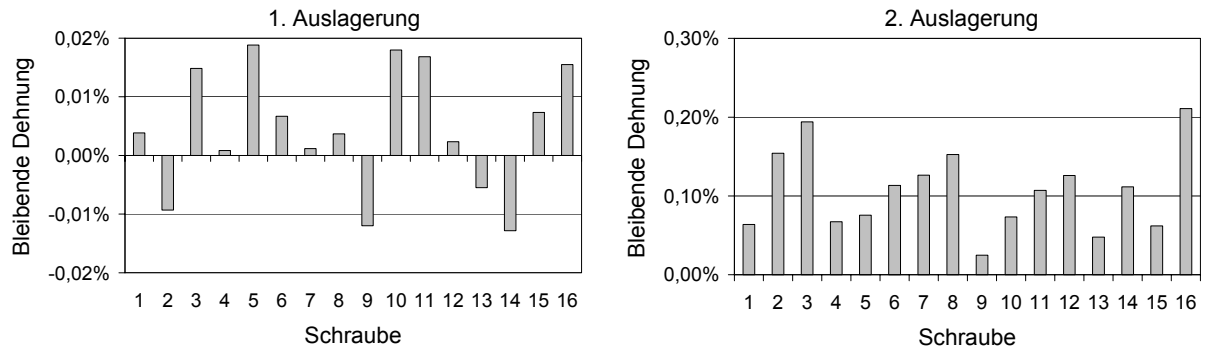 1. Auslagerung
Bleibende Dehnung
0,02%
0,01%
0,00%
-0,01%
-0,02%
1 2 3 4 5 6 7 8 9 10 11 12 13 14 15 16
Schraube
2. Auslagerung
Bleibende Dehnung
0,30%
0,20%
0,10%
0,00%
1 2 3 4 5 6 7 8 9 10 11 12 13 14 15 16
Schraube